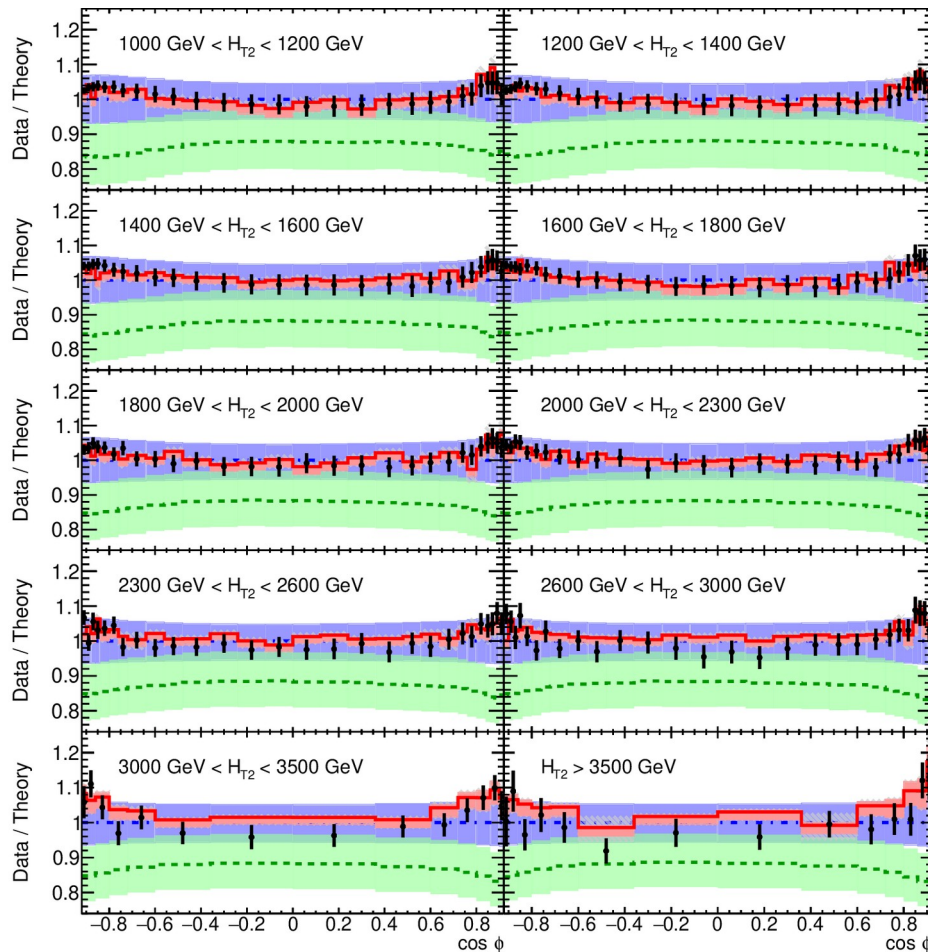 1000 GeV < H_T2 < 1200 GeV
1200 GeV < H_T2 < 1400 GeV
Data / Theory
1.2
1.1
1
0.9
0.8
1400 GeV < H_T2 < 1600 GeV
1600 GeV < H_T2 < 1800 GeV
Data / Theory
1.2
1.1
1
0.9
0.8
1800 GeV < H_T2 < 2000 GeV
2000 GeV < H_T2 < 2300 GeV
Data / Theory
1.2
1.1
1
0.9
0.8
2300 GeV < H_T2 < 2600 GeV
2600 GeV < H_T2 < 3000 GeV
Data / Theory
1.2
1.1
1
0.9
0.8
3000 GeV < H_T2 < 3500 GeV
H_T2 > 3500 GeV
Data / Theory
1.2
1.1
1
0.9
0.8
−0.8 −0.6 −0.4 −0.2 0 0.2 0.4 0.6 0.8
−0.8 −0.6 −0.4 −0.2 0 0.2 0.4 0.6 0.8
cos ϕ
cos ϕ